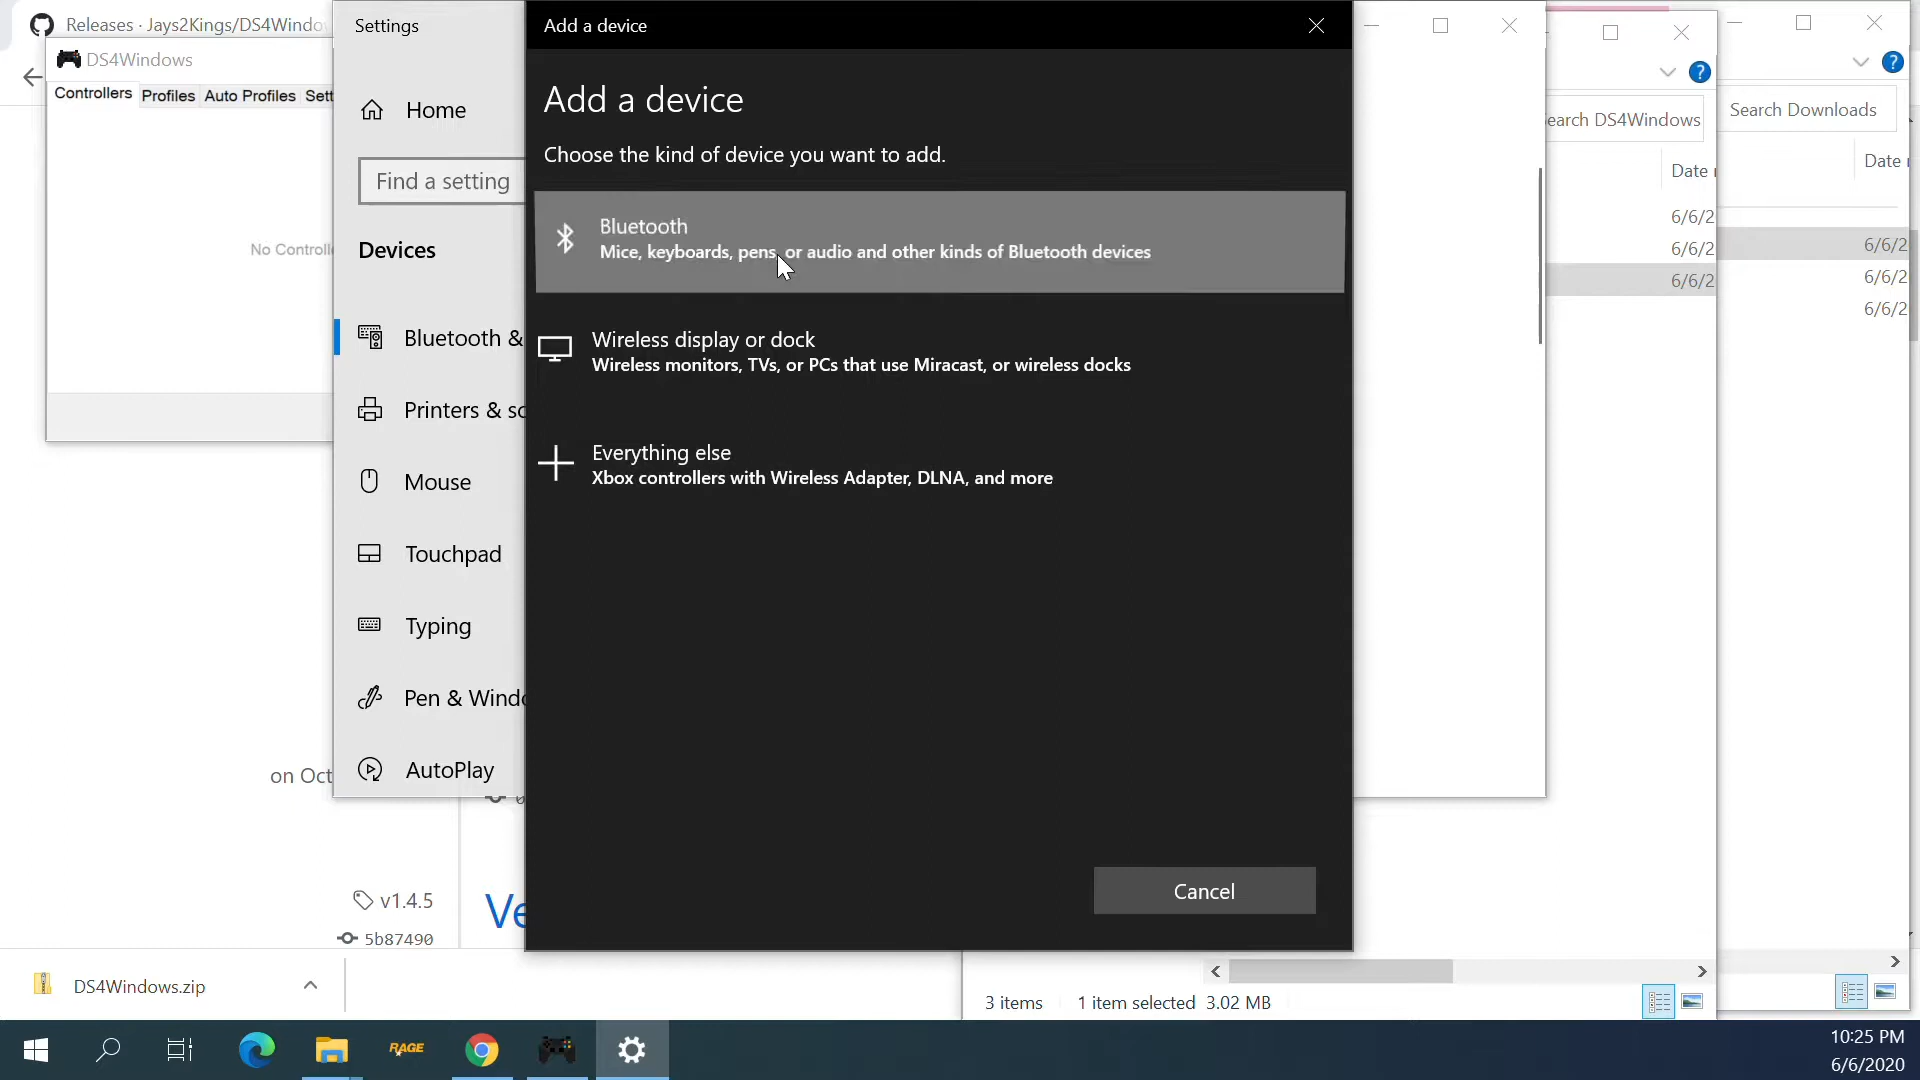 Releases · Jays2Kings/DS4Windo
DS4Windows
Controllers Profiles Auto Profiles Sett
No Controlle
on Oct
v1.4.5
5b87490
Ve
DS4Windows.zip
Settings
Home
Find a setting
Devices
Bluetooth &
Printers & sc
Mouse
Touchpad
Typing
Pen & Windo
AutoPlay
Add a device
Add a device
Choose the kind of device you want to add.
Bluetooth
Mice, keyboards, pens, or audio and other kinds of Bluetooth devices
Wireless display or dock
Wireless monitors, TVs, or PCs that use Miracast, or wireless docks
Everything else
Xbox controllers with Wireless Adapter, DLNA, and more
Cancel
earch DS4Windows
Date
6/6/2
6/6/2
6/6/2
3 items 1 item selected 3.02 MB
?
?
Search Downloads
Date
6/6/2
6/6/2
6/6/2
RAGE
10:25 PM
6/6/2020